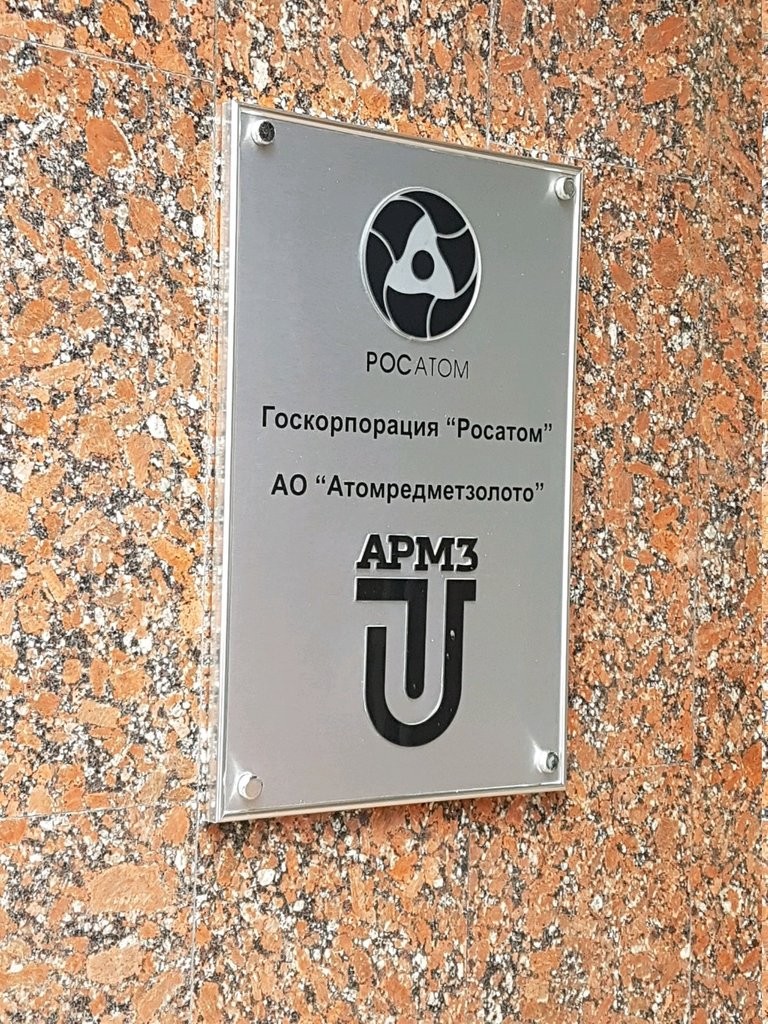 РОСАТОМ
Госкорпорация “Росатом”
АО “Атомредметзолото”
АРМЗ